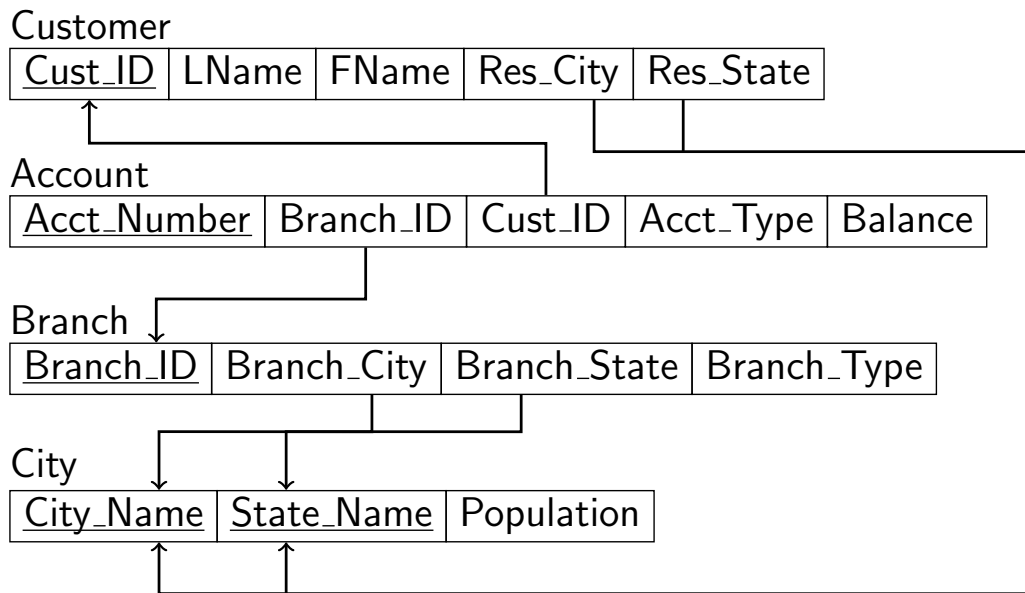 Customer
Cust_ID LName FName Res_City Res_State
Account
Acct_Number Branch_ID Cust_ID Acct_Type Balance
Branch
Branch_ID Branch_City Branch_State Branch_Type
City
City_Name State_Name Population